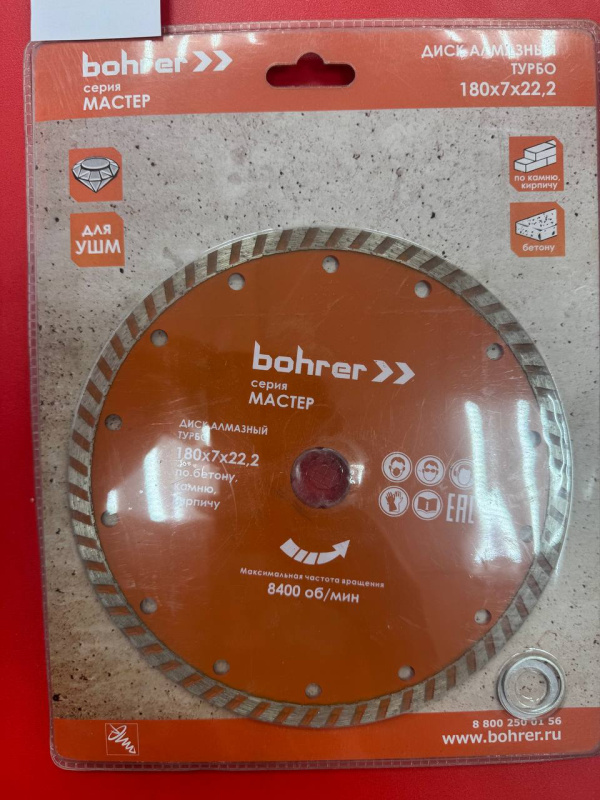 bohrer
серия
МАСТЕР
ДИСК АЛМАЗНЫЙ
ТУРБО
180x7x22,2
для
УШМ
по камню,
кирпичу
бетону
bohrer
серия
МАСТЕР
ДИСК АЛМАЗНЫЙ
ТУРБО
180x7x22,2
по бетону,
камню,
кирпичу
EAC
Максимальная частота вращения
8400 об/мин
8 800 250 01 56
www.bohrer.ru